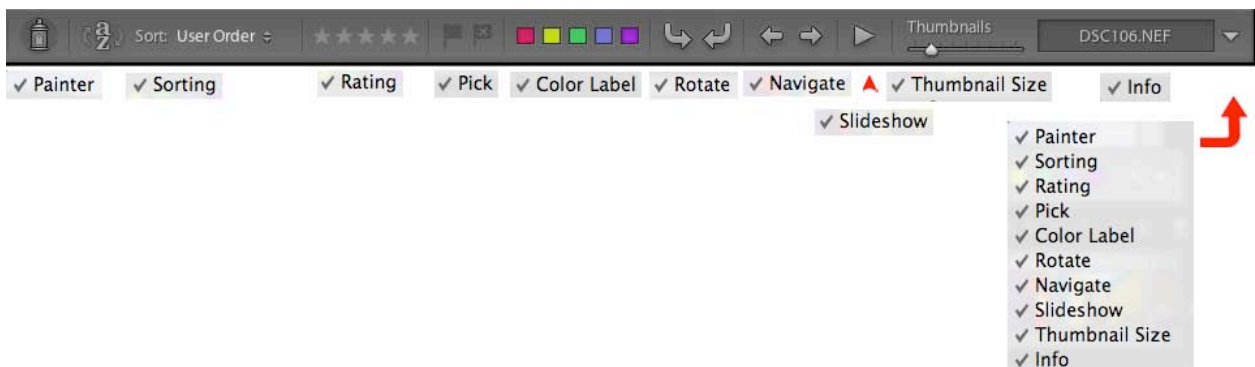 a
z Sort: User Order Thumbnails DSC106.NEF
✓ Painter ✓ Sorting ✓ Rating ✓ Pick ✓ Color Label ✓ Rotate ✓ Navigate ✓ Thumbnail Size ✓ Info
✓ Slideshow
✓ Painter
✓ Sorting
✓ Rating
✓ Pick
✓ Color Label
✓ Rotate
✓ Navigate
✓ Slideshow
✓ Thumbnail Size
✓ Info